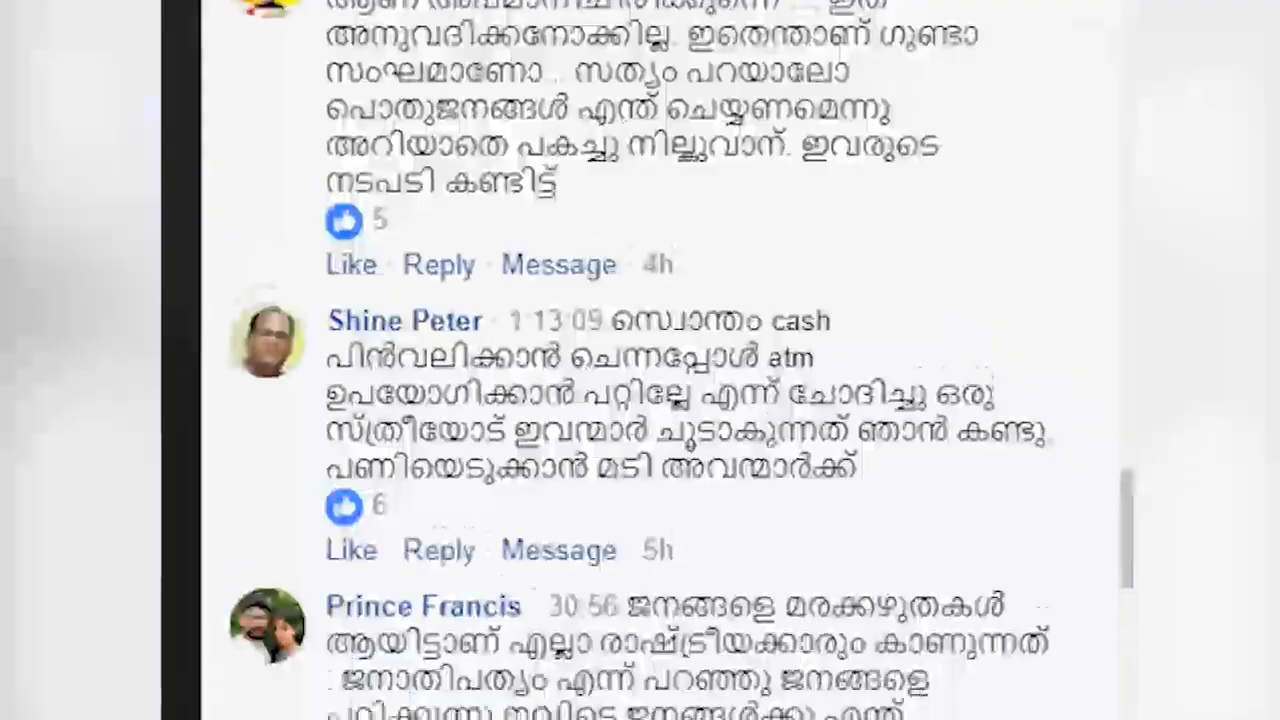 അനുവദിക്കനോക്കില്ല. ഇതെന്താണ് ഗുണ്ടാ
സംഘമാണോ .. സത്യം പറയാലോ
പൊതുജനങ്ങൾ എന്ത് ചെയ്യണമെന്നു
അറിയാതെ പകച്ചു നില്ക്കുവാന്. ഇവരുടെ
നടപടി കണ്ടിട്ട്
5
Like · Reply · Message · 4h
Shine Peter · 1:13:09 സ്വൊന്തം cash
പിൻവലിക്കാൻ ചെന്നപ്പോൾ atm
ഉപയോഗിക്കാൻ പറ്റില്ലേ എന്ന് ചോദിച്ചു ഒരു
സ്ത്രീയോട് ഇവന്മാർ ചൂടാകുന്നത് ഞാൻ കണ്ടു.
പണിയെടുക്കാൻ മടി അവന്മാർക്ക്
6
Like · Reply · Message · 5h
Prince Francis · 30:56 ജനങ്ങളെ മരക്കഴുതകൾ
ആയിട്ടാണ് എല്ലാ രാഷ്ട്രീയക്കാരും കാണുന്നത്
. ജനാതിപത്യം എന്ന് പറഞ്ഞു ജനങ്ങളെ